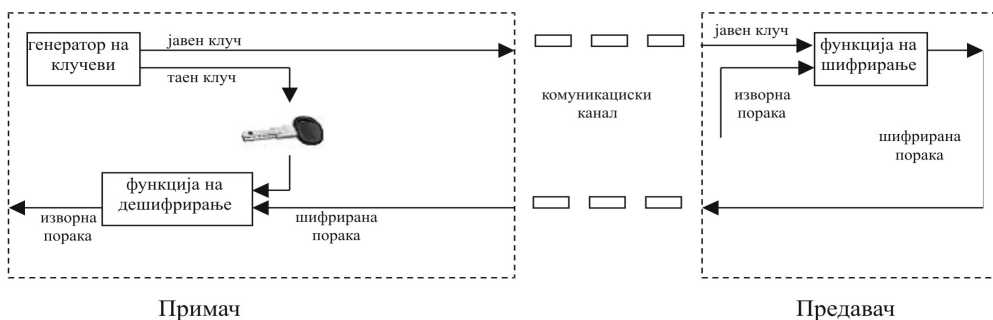 генератор на
клучеви
јавен клуч
таен клуч
функција на
дешифрирање
изворна
порака
шифрирана
порака
комуникациски
канал
јавен клуч
функција на
шифрирање
изворна
порака
шифрирана
порака
Примач
Предавач